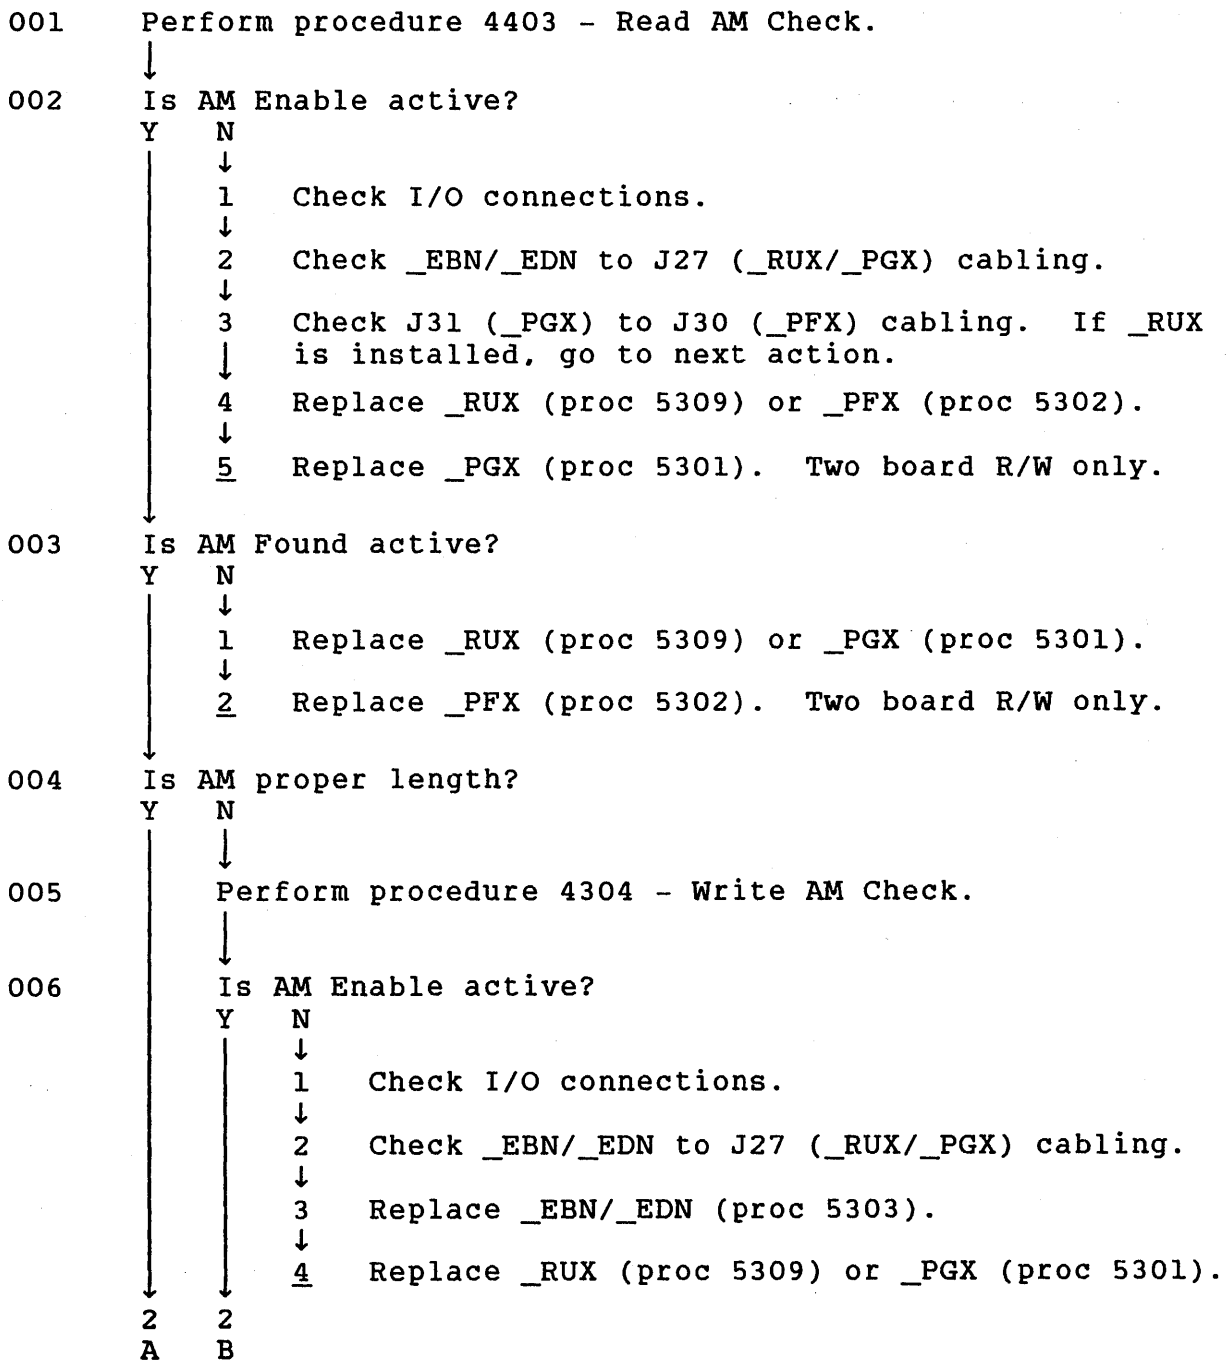 001 Perform procedure 4403 - Read AM Check.
002 Is AM Enable active?
Y N
1 Check I/O connections.
2 Check _EBN/_EDN to J27 (_RUX/_PGX) cabling.
3 Check J31 (_PGX) to J30 (_PFX) cabling. If _RUX
is installed, go to next action.
4 Replace _RUX (proc 5309) or _PFX (proc 5302).
5 Replace _PGX (proc 5301). Two board R/W only.
003 Is AM Found active?
Y N
1 Replace _RUX (proc 5309) or _PGX (proc 5301).
2 Replace _PFX (proc 5302). Two board R/W only.
004 Is AM proper length?
Y N
005 Perform procedure 4304 - Write AM Check.
006 Is AM Enable active?
Y N
1 Check I/O connections.
2 Check _EBN/_EDN to J27 (_RUX/_PGX) cabling.
3 Replace _EBN/_EDN (proc 5303).
4 Replace _RUX (proc 5309) or _PGX (proc 5301).
2 2
A B